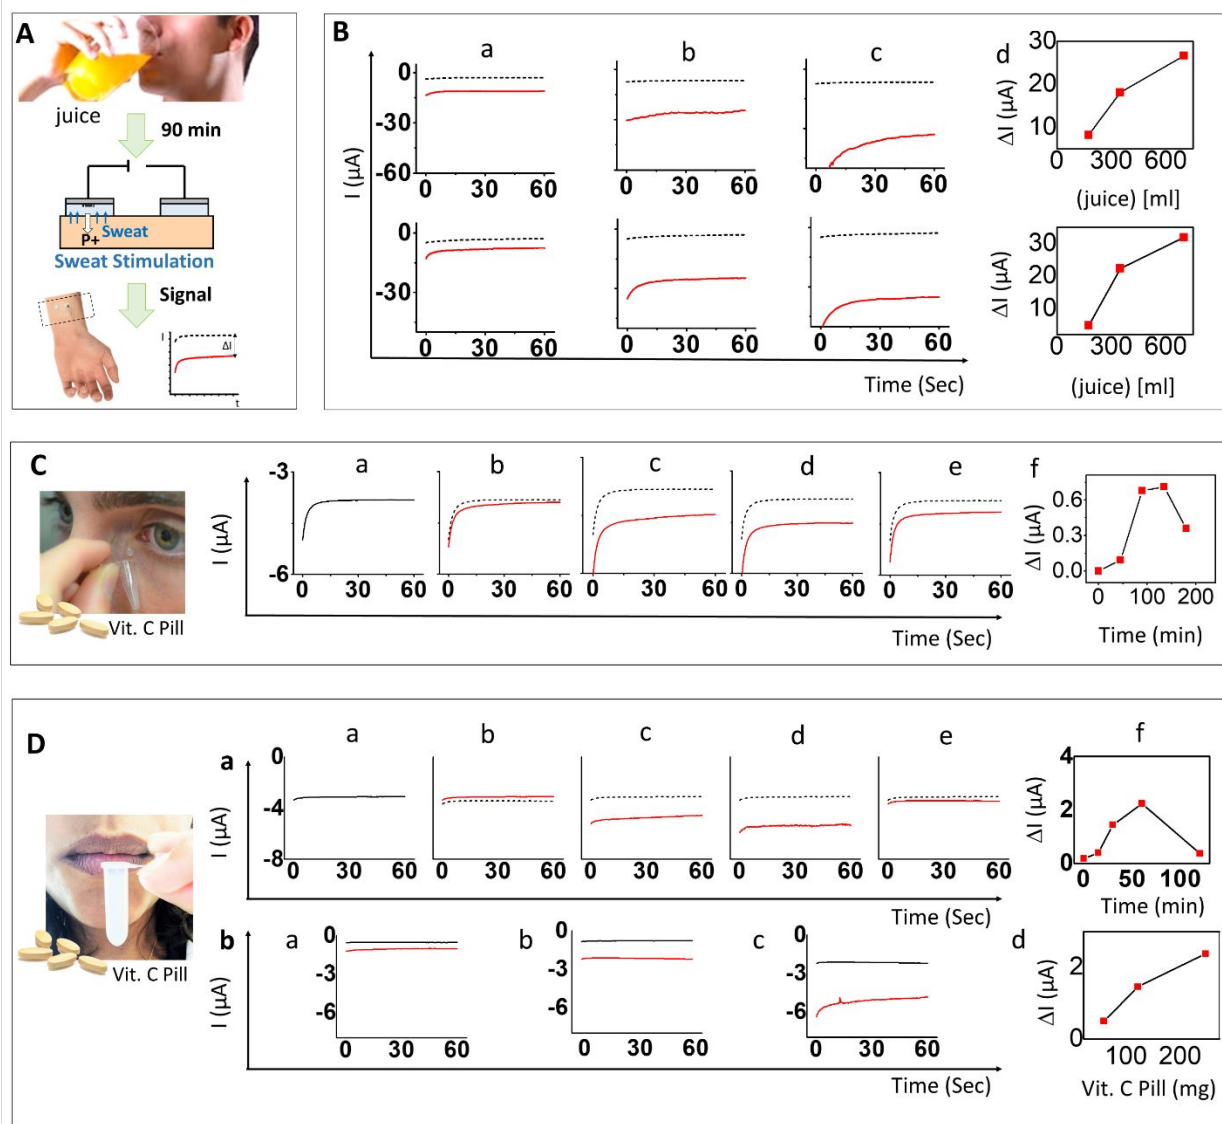 A
juice
90 min
Sweat
P+
Sweat Stimulation
Signal
I
ΔI
t
B
a
b
c
d
I (µA)
0
-30
-60
0 30 60
0 30 60
0 30 60
0
-30
0 30 60
0 30 60
0 30 60
Time (Sec)
ΔI (µA)
30
20
10
0 300 600
(juice) [ml]
ΔI (µA)
30
20
10
0 300 600
(juice) [ml]
C
Vit. C Pill
a
b
c
d
e
f
I (µA)
-3
-6
0 60
0 60
0 60
0 60
0 60
Time (Sec)
ΔI (µA)
0.6
0.3
0.0
0 100 200
Time (min)
D
Vit. C Pill
a
a
b
c
d
e
f
I (µA)
0
-4
-8
0 30 60
0 30 60
0 30 60
0 30 60
0 30 60
Time (Sec)
ΔI (µA)
4
2
0
0 50 100
Time (min)
b
a
b
c
d
I (µA)
0
-3
-6
0 30 60
0
-3
-6
0 30 60
0
-3
-6
0 30 60
Time (Sec)
ΔI (µA)
2
0
100 200
Vit. C Pill (mg)